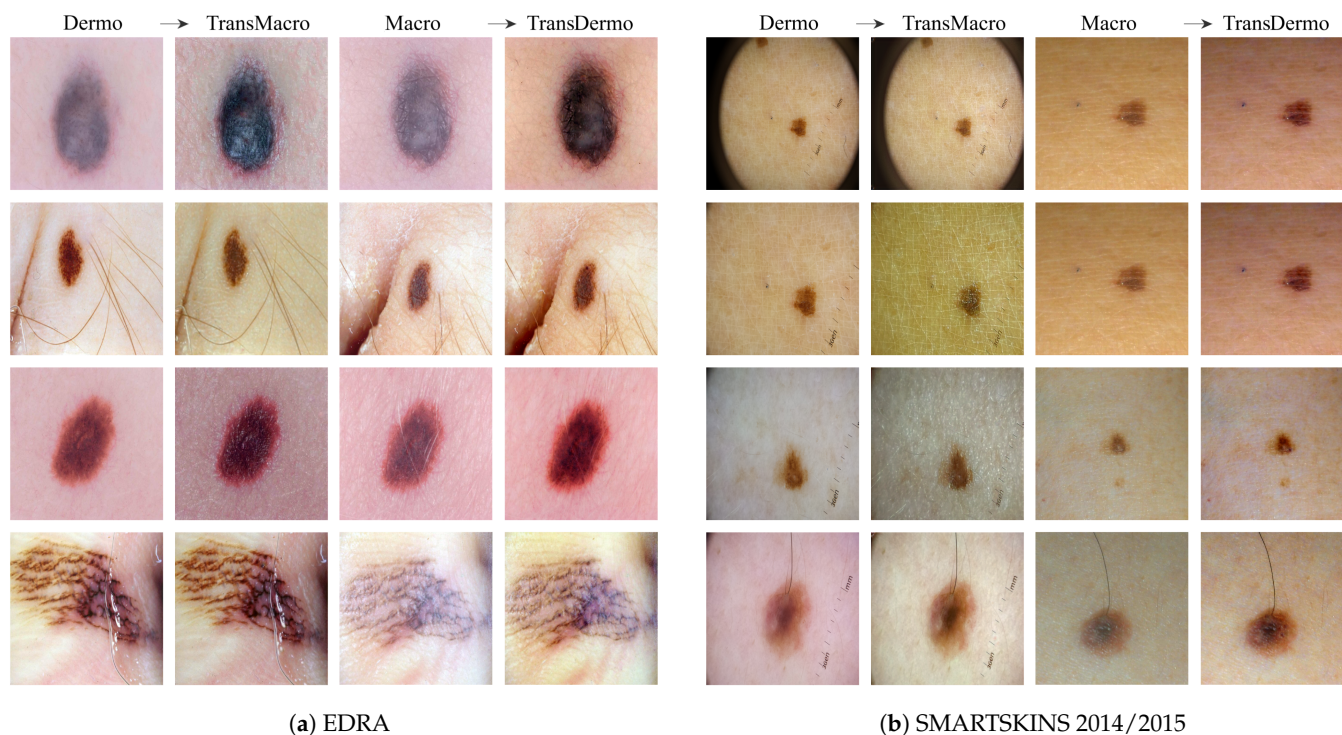 Dermo → TransMacro Macro → TransDermo
Dermo → TransMacro Macro → TransDermo
(a) EDRA
(b) SMARTSKINS 2014/2015